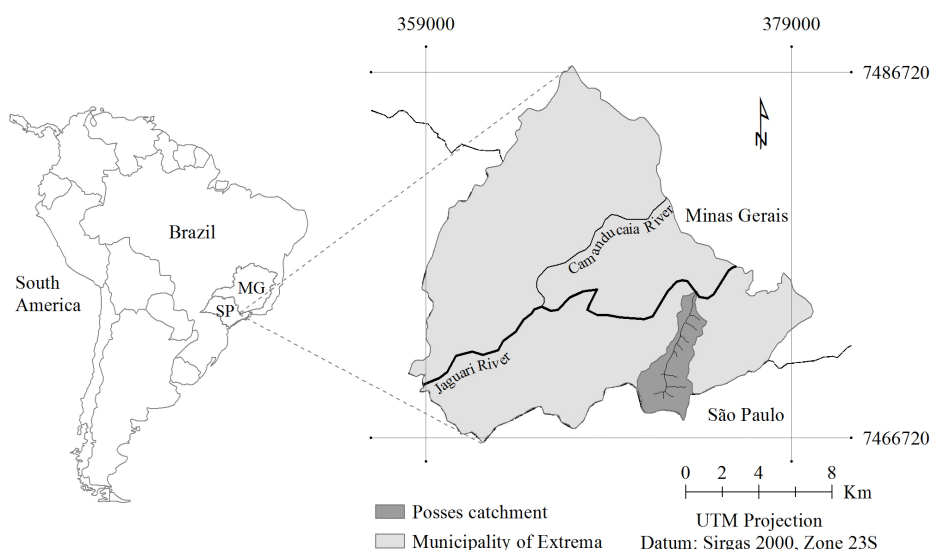 359000
379000
7486720
N
Minas Gerais
Camanducaia River
Brazil
South
America
MG
SP
Jaguari River
São Paulo
7466720
0 2 4 8
Km
Posses catchment
Municipality of Extrema
UTM Projection
Datum: Sirgas 2000, Zone 23S